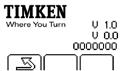 TIMKEN
Where You Turn
V 1.0
V 0.0
0000000